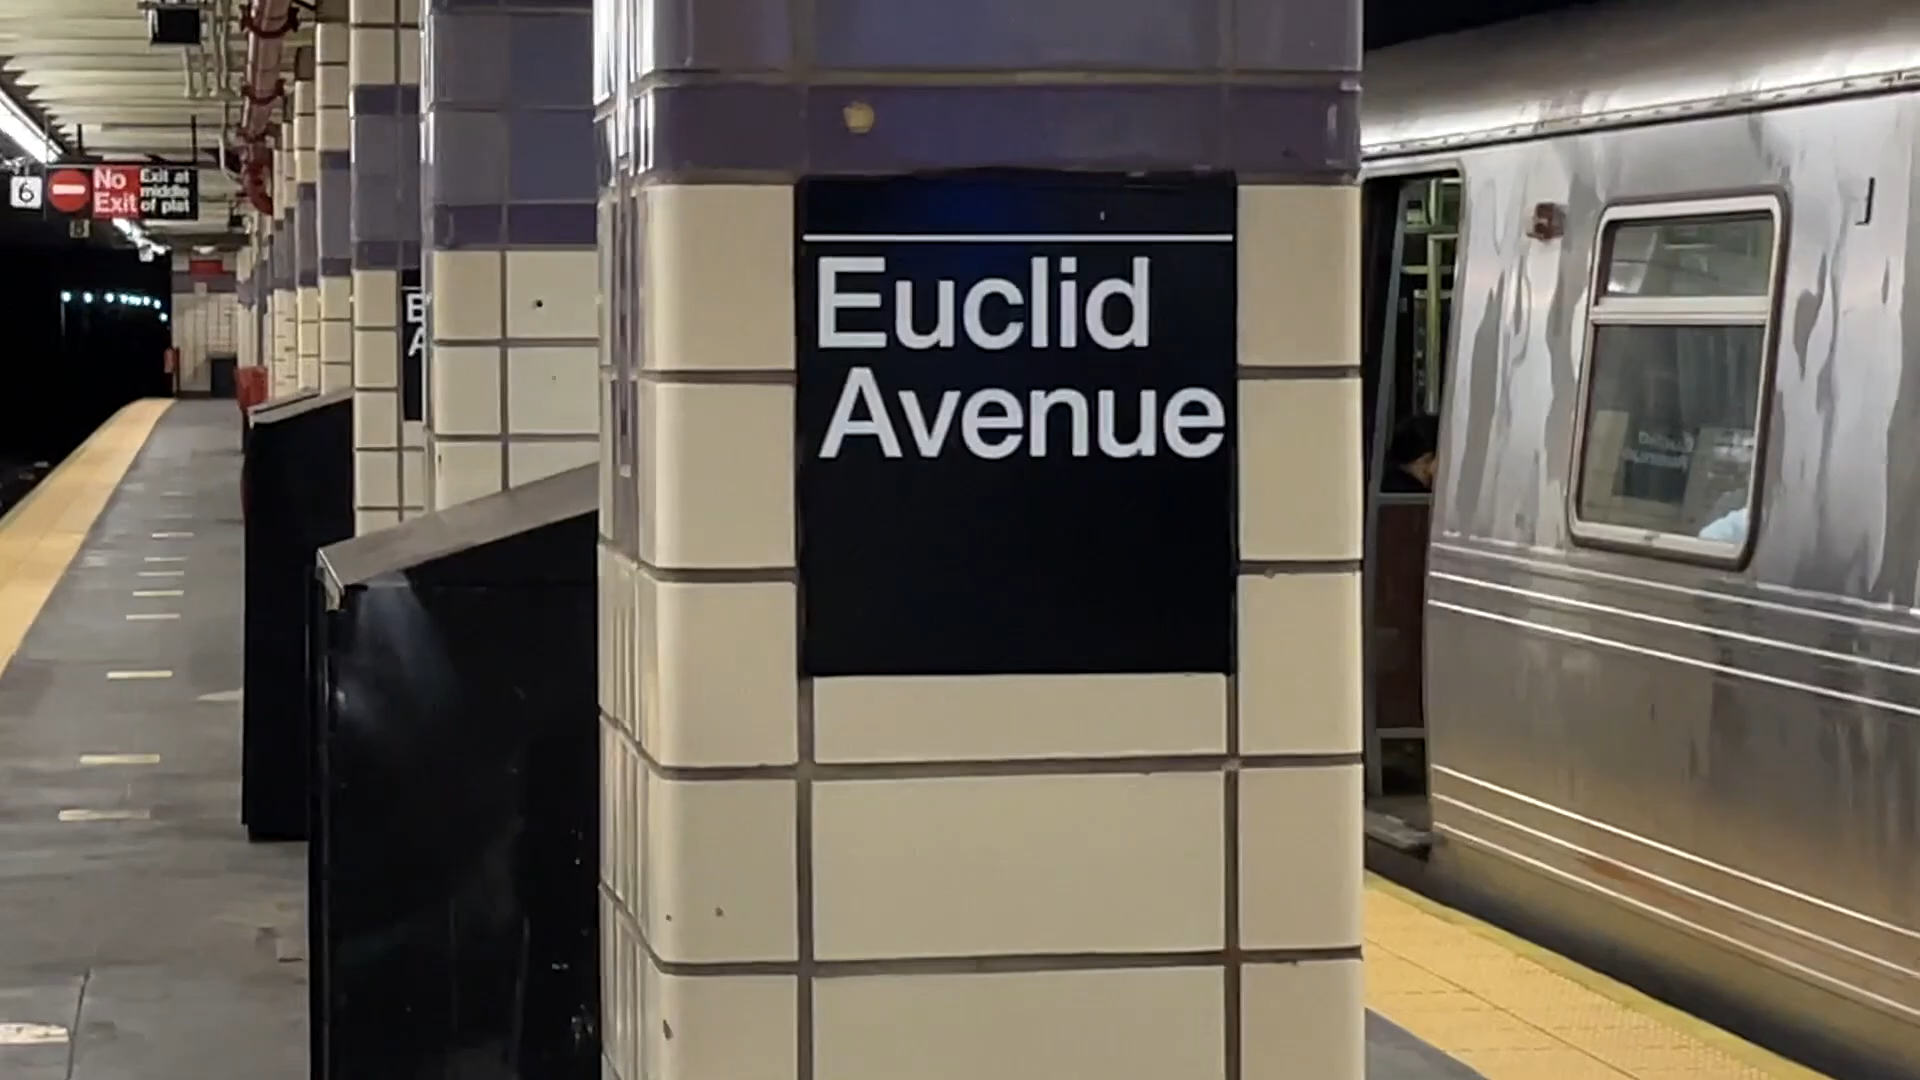 6
No
Exit
Exit at
middle
of plat
Euclid
Avenue
E
A